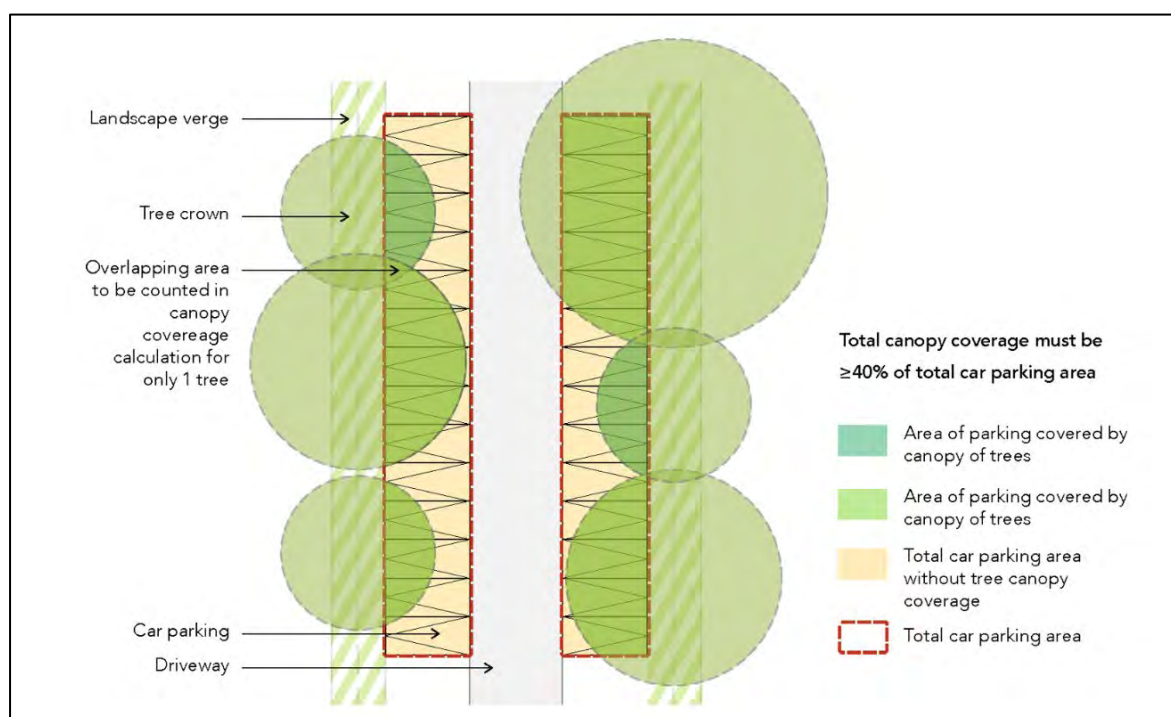 Landscape verge
Tree crown
Overlapping area
to be counted in
canopy
covereage
calculation for
only 1 tree
Car parking
Driveway
Total canopy coverage must be
≥40% of total car parking area
Area of parking covered by
canopy of trees
Area of parking covered by
canopy of trees
Total car parking area
without tree canopy
coverage
Total car parking area